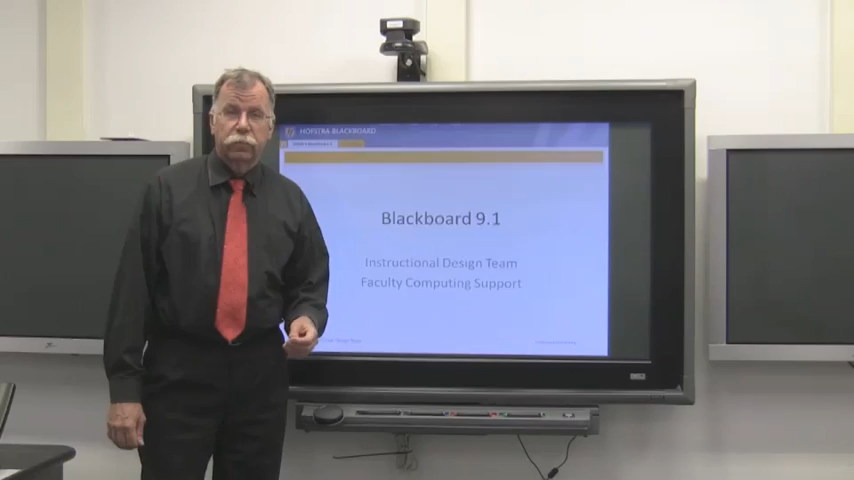 HOFSTRA BLACKBOARD
Blackboard 9.1
Instructional Design Team
Faculty Computing Support